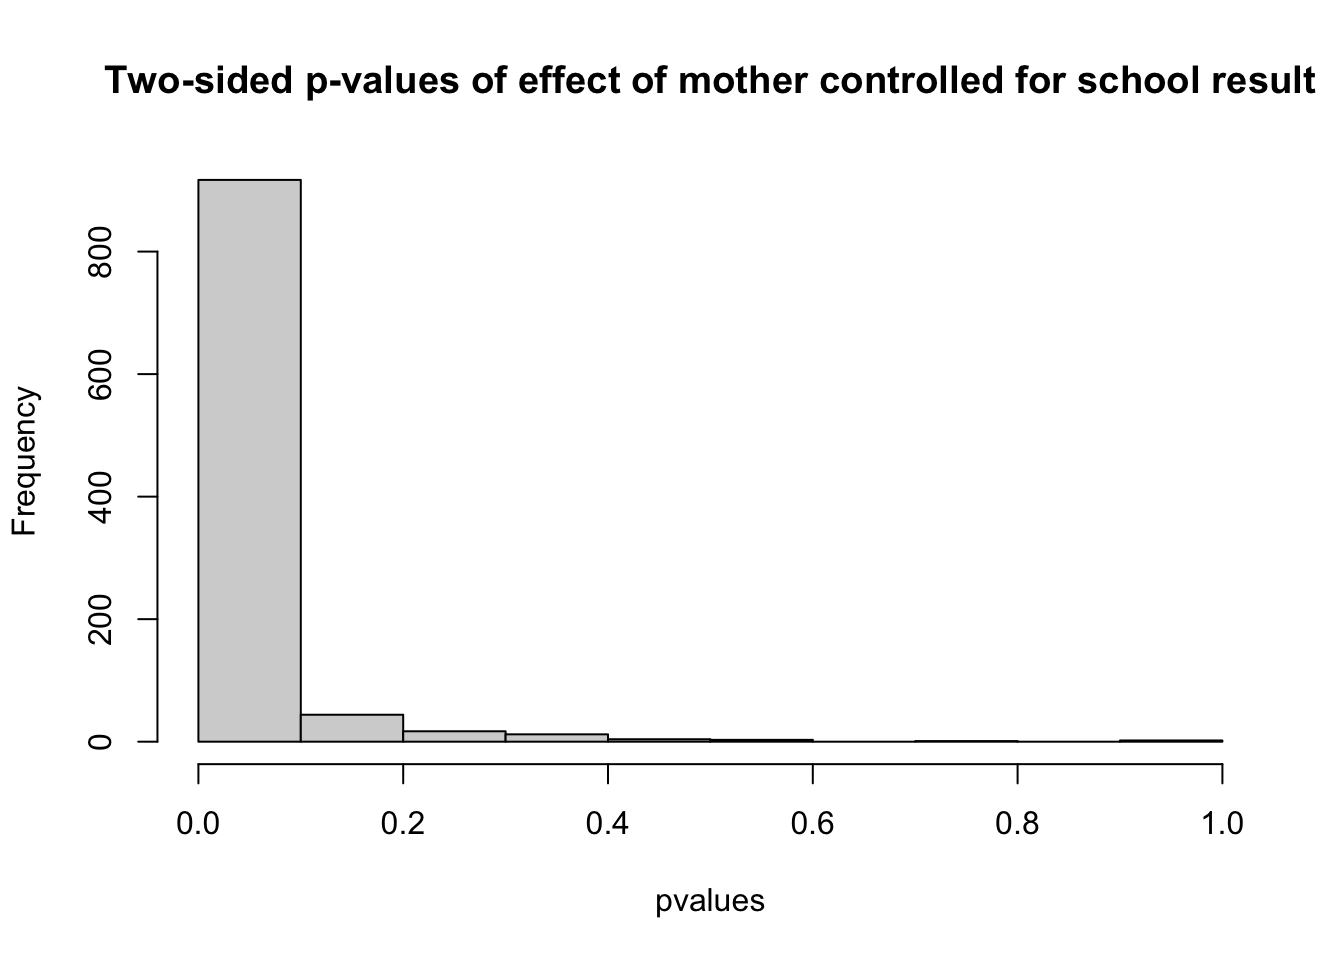 Two-sided p-values of effect of mother controlled for school result
Frequency
800
600
400
200
0
0.0 0.2 0.4 0.6 0.8 1.0
pvalues